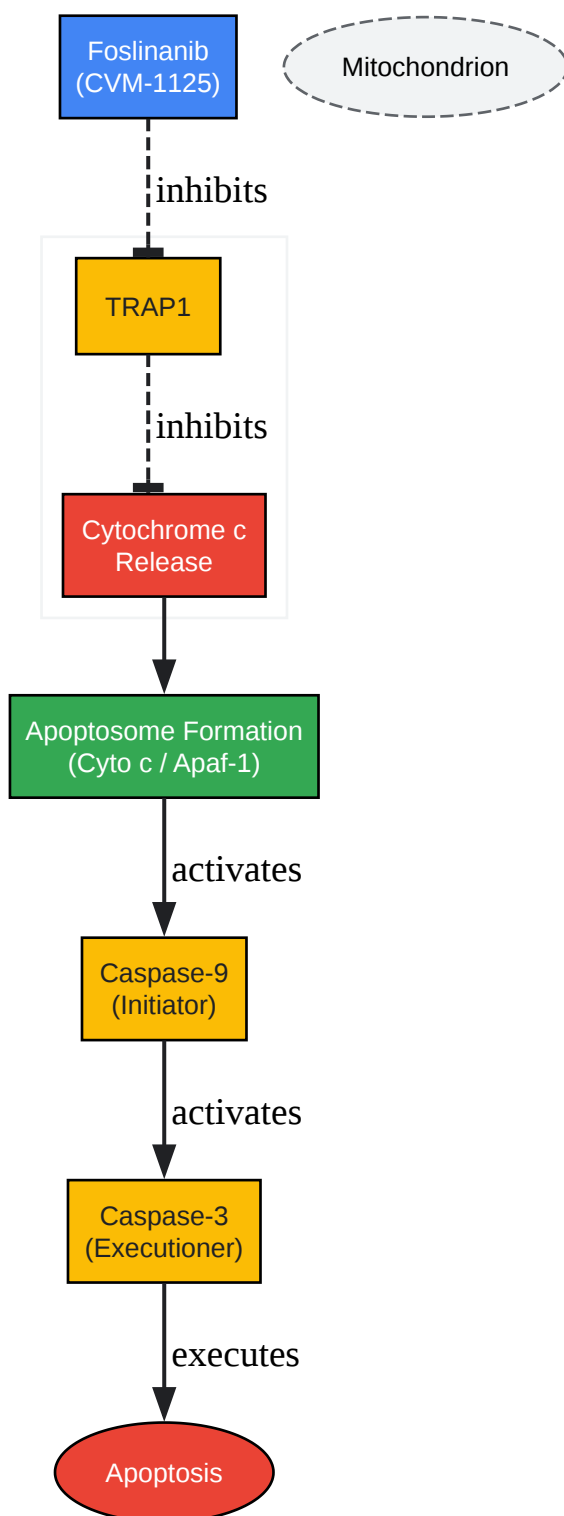 Foslinanib
(CVM-1125)
Mitochondrion
inhibits
TRAP1
inhibits
Cytochrome c
Release
Apoptosome Formation
(Cyto c / Apaf-1)
activates
Caspase-9
(Initiator)
activates
Caspase-3
(Executioner)
executes
Apoptosis